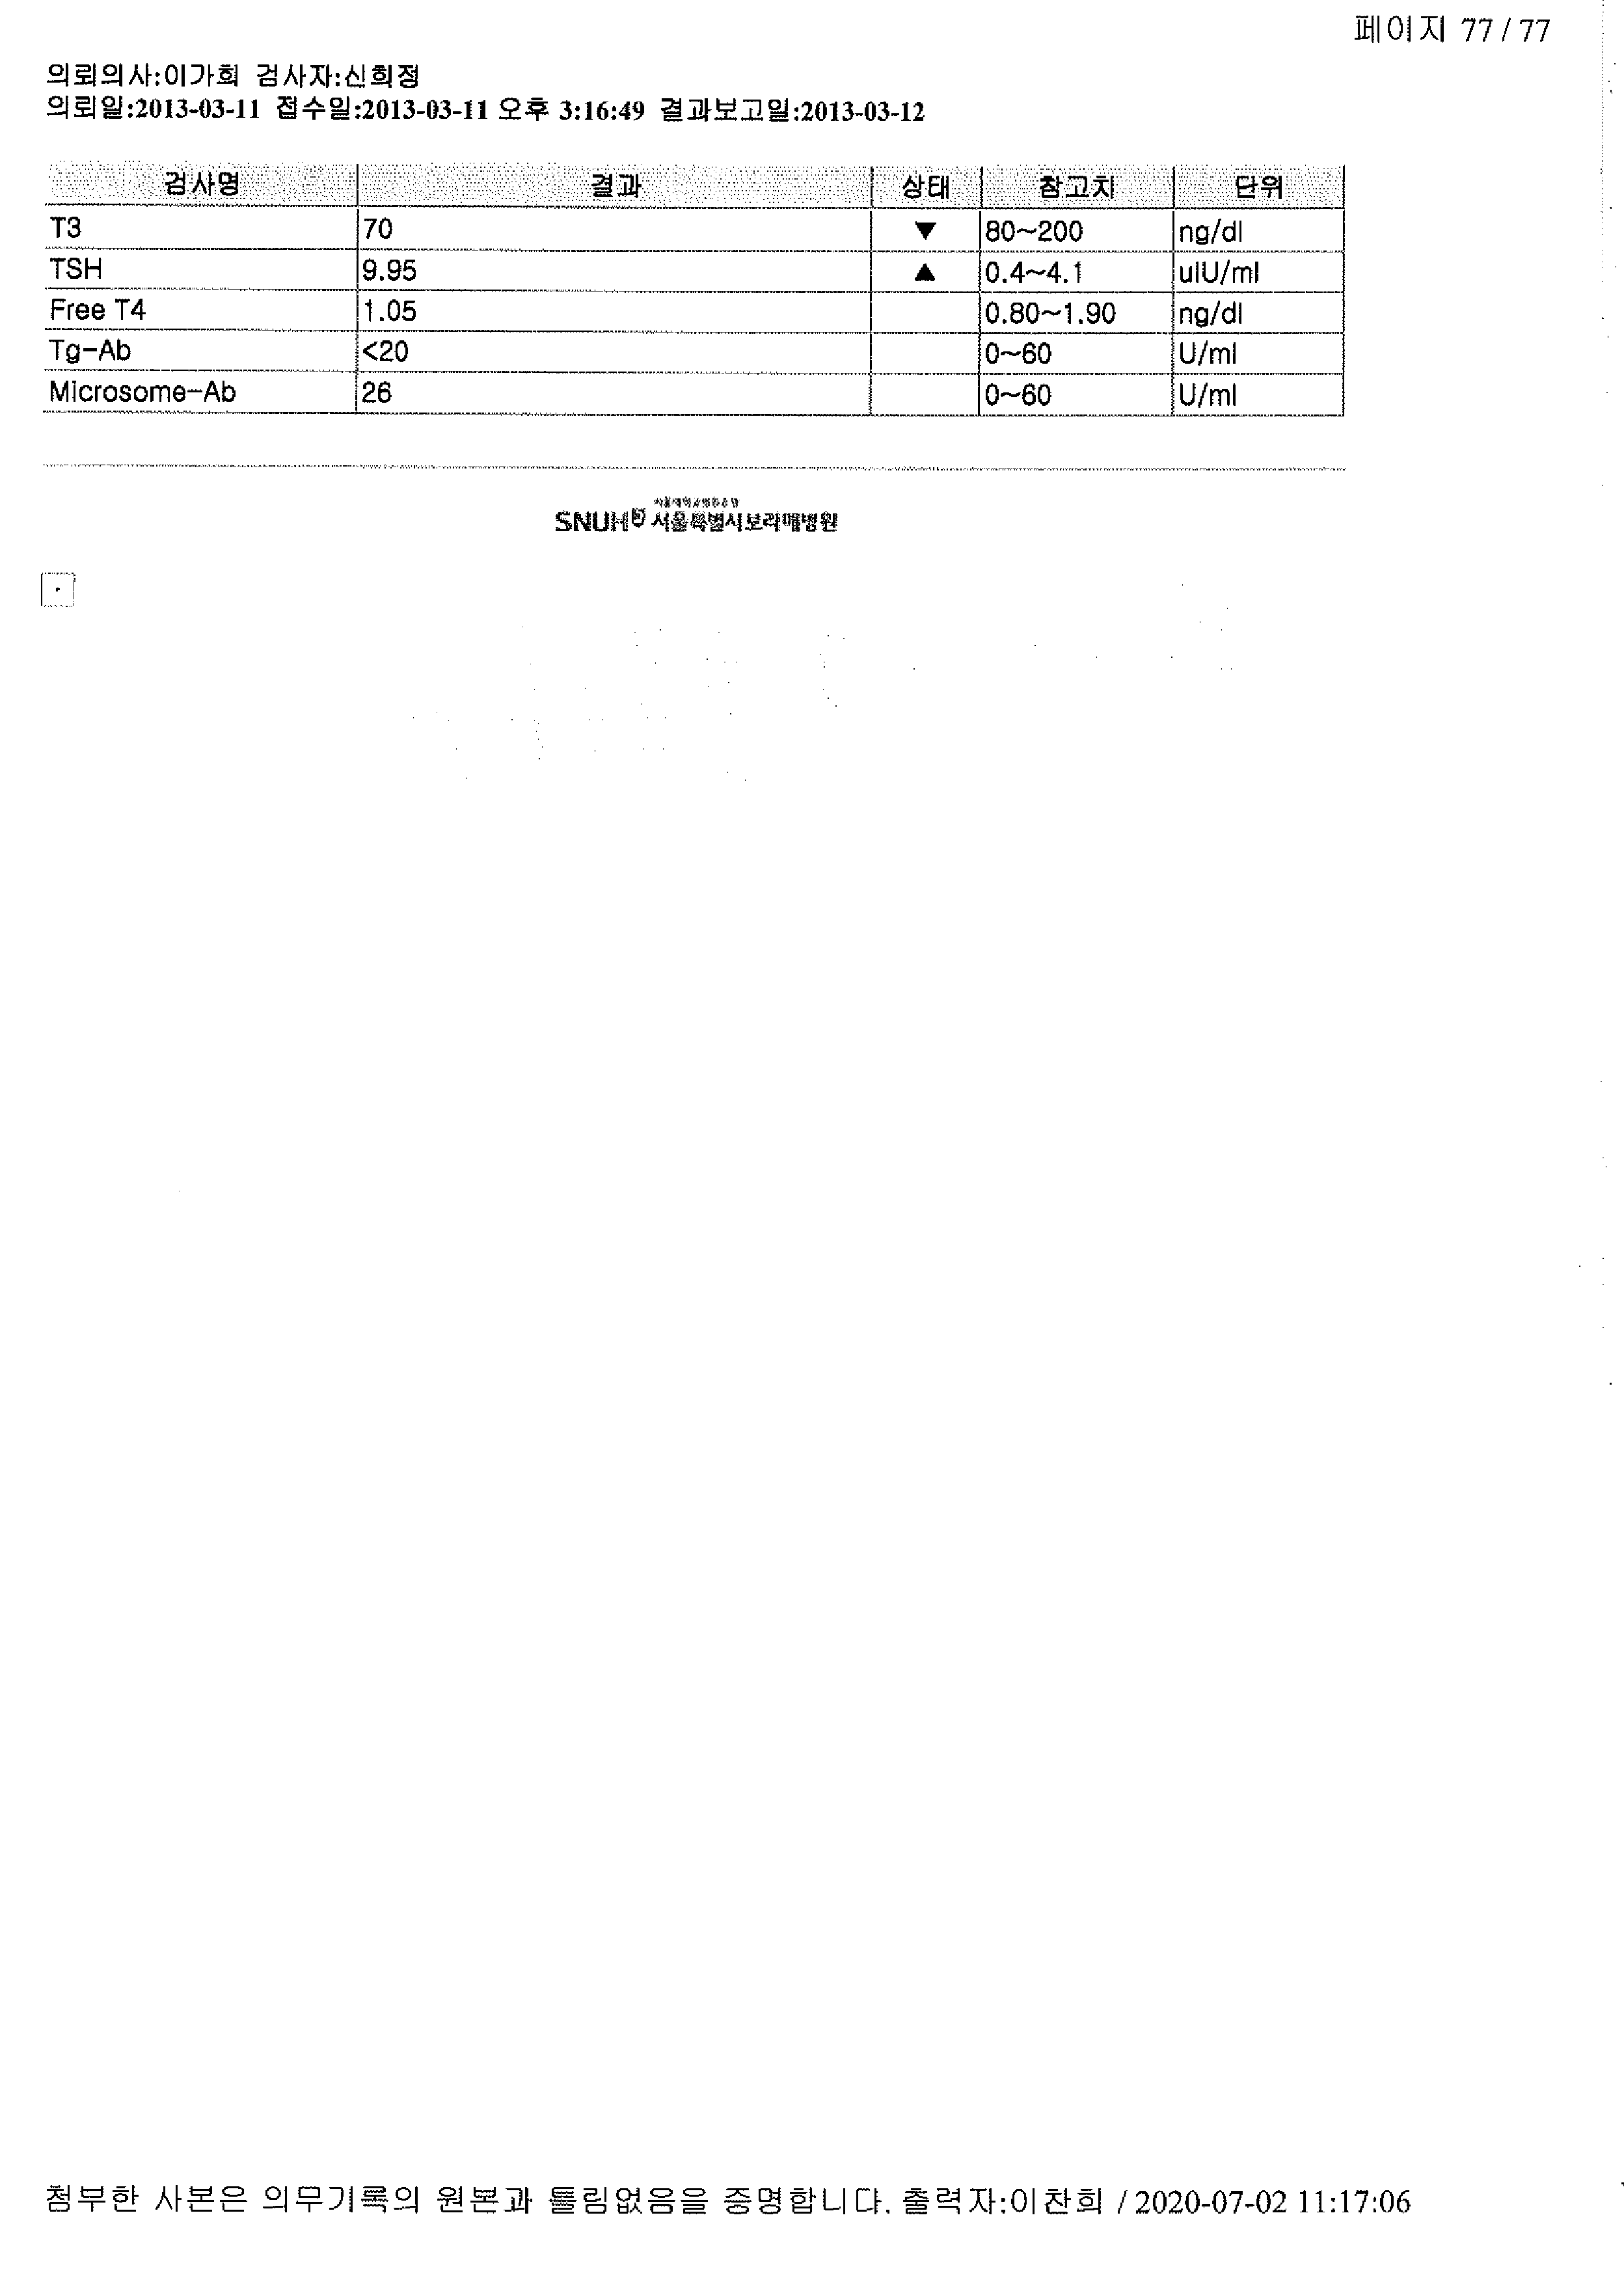 페이지 77 / 77
의뢰의사:이가희 검사자:신희정
의뢰일:2013-03-11 접수일:2013-03-11 오후 3:16:49 결과보고일:2013-03-12
검사명 결과 상태 참고치 단위
T3 70 ▼ 80~200 ng/dl
TSH 9.95 ▲ 0.4~4.1 uIU/ml
Free T4 1.05 0.80~1.90 ng/dl
Tg-Ab <20 0~60 U/ml
Microsome-Ab 26 0~60 U/ml
SNUH 서울특별시보라매병원
첨부한 사본은 의무기록의 원본과 틀림없음을 증명합니다. 출력자:이찬희 / 2020-07-02 11:17:06